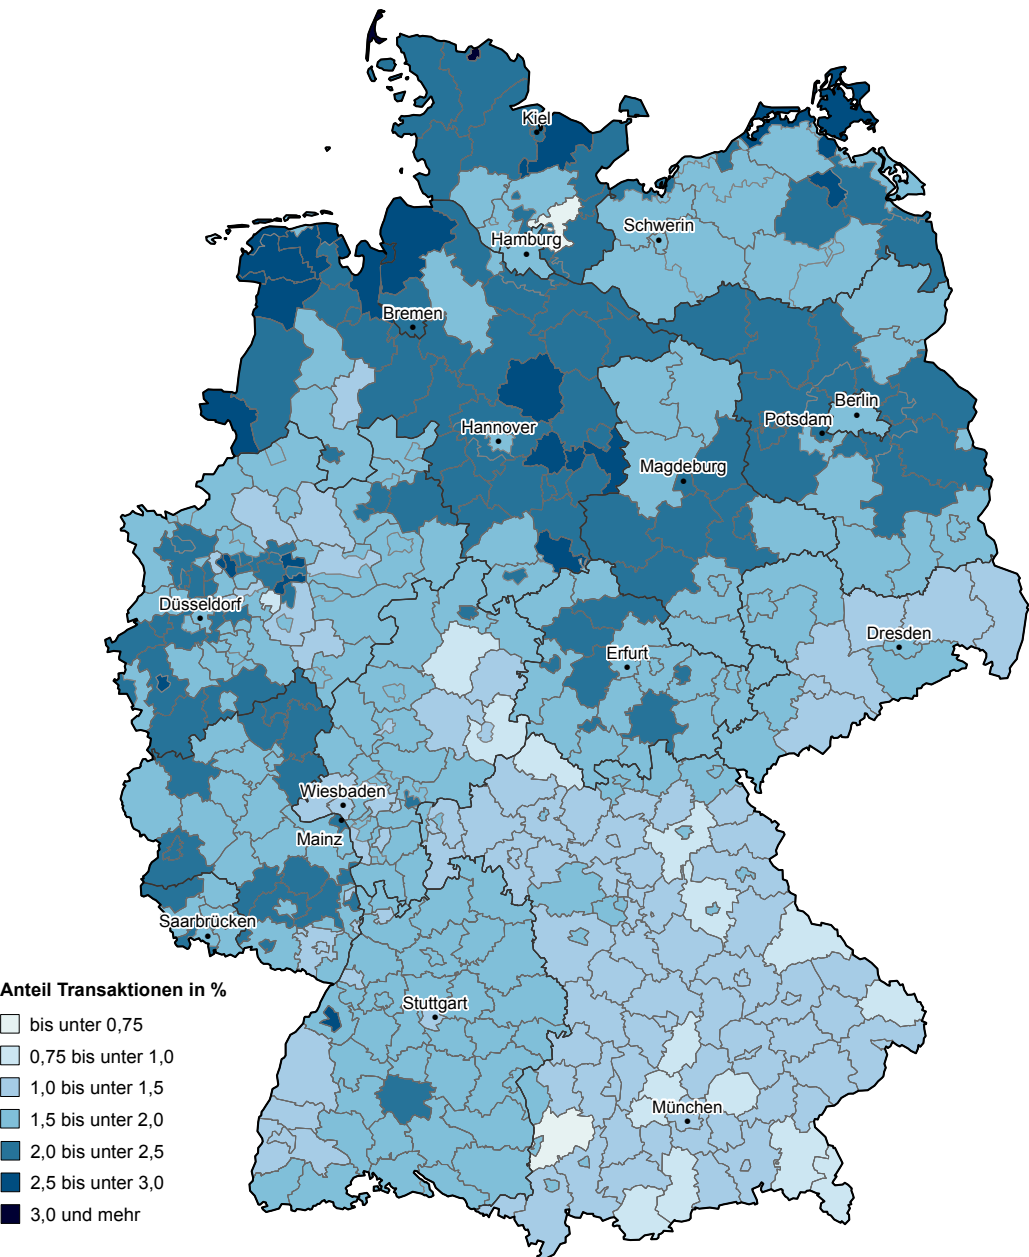 Kiel
Schwerin
Hamburg
Bremen
Berlin
Potsdam
Hannover
Magdeburg
Düsseldorf
Dresden
Erfurt
Wiesbaden
Mainz
Saarbrücken
Anteil Transaktionen in %
Stuttgart
bis unter 0,75
0,75 bis unter 1,0
1,0 bis unter 1,5
München
1,5 bis unter 2,0
2,0 bis unter 2,5
2,5 bis unter 3,0
3,0 und mehr